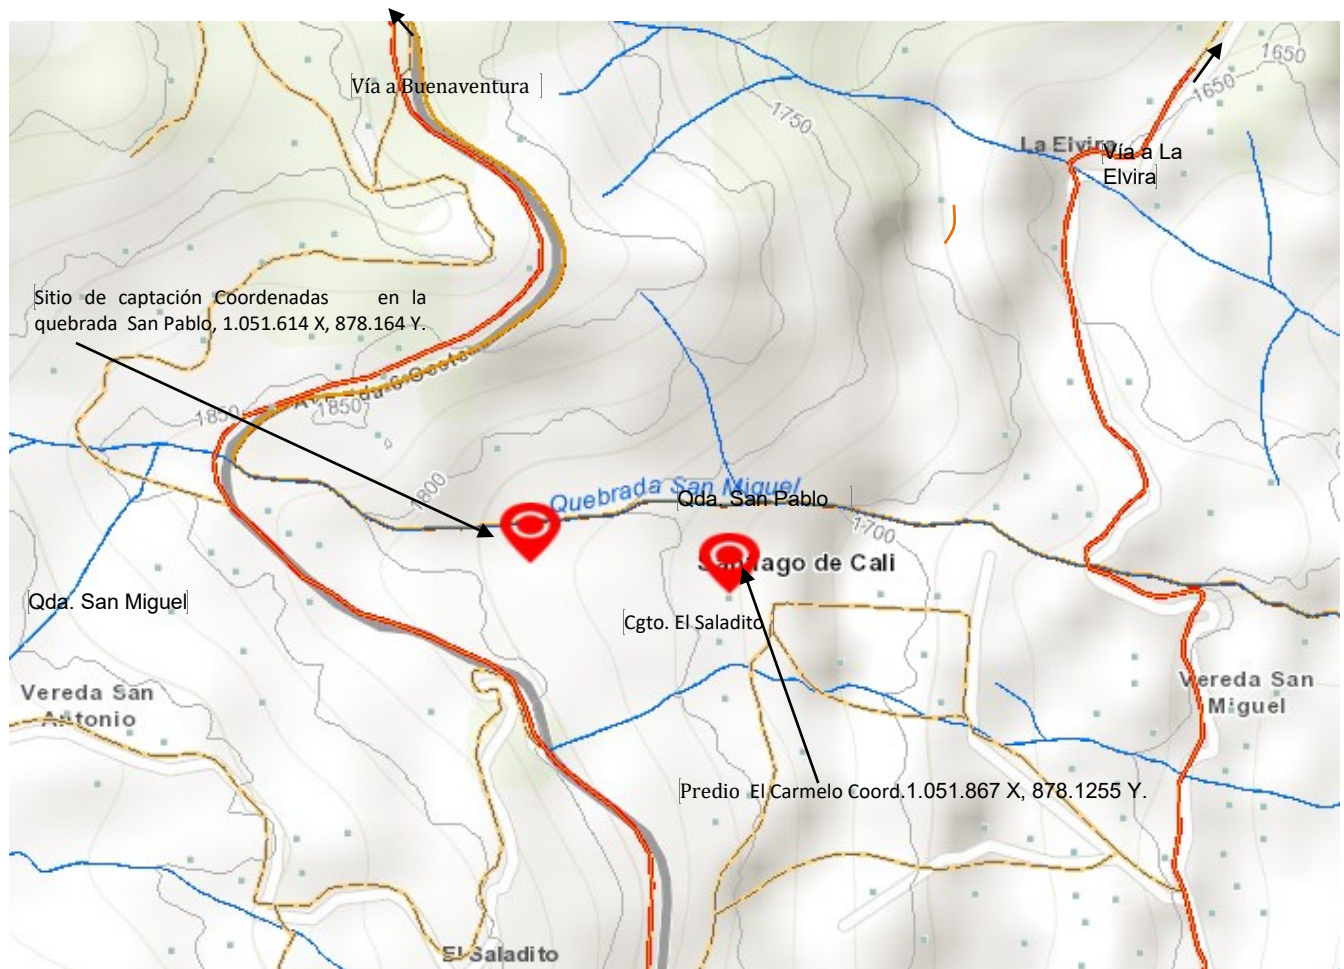 Vía a Buenaventura
1650
1650
1750
La Elvira
Vía a La
Elvira
Sitio de captación Coordenadas en la
quebrada San Pablo, 1.051.614 X, 878.164 Y.
1850
1850
1800
Quebrada San Miguel
Qda. San Pablo
1700
Santiago de Cali
Qda. San Miguel
Cgto. El Saladito
Vereda San
Antonio
Vereda San
Miguel
Predio El Carmelo Coord.1.051.867 X, 878.1255 Y.
El Saladito